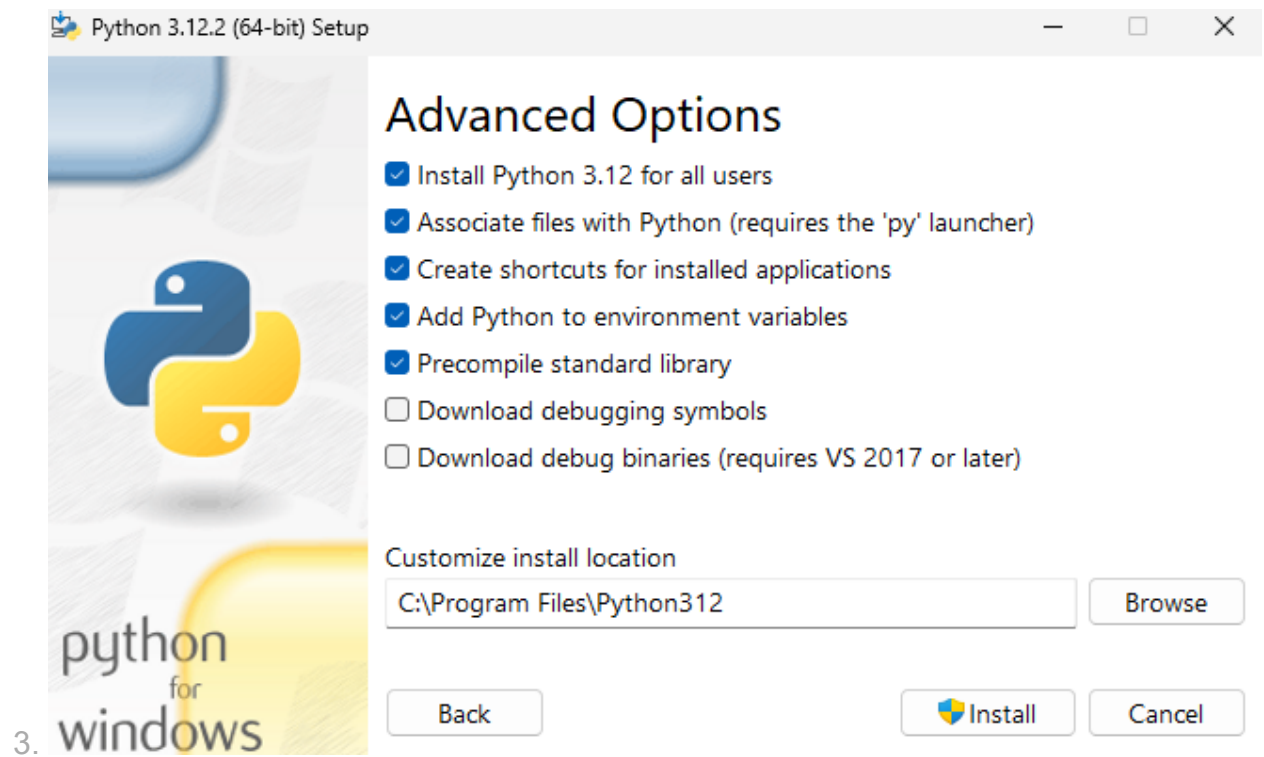 Python 3.12.2 (64-bit) Setup
Advanced Options
Install Python 3.12 for all users
Associate files with Python (requires the 'py' launcher)
Create shortcuts for installed applications
Add Python to environment variables
Precompile standard library
Download debugging symbols
Download debug binaries (requires VS 2017 or later)
Customize install location
C:\Program Files\Python312
Browse
python
for
windows
Back
Install
Cancel
3.